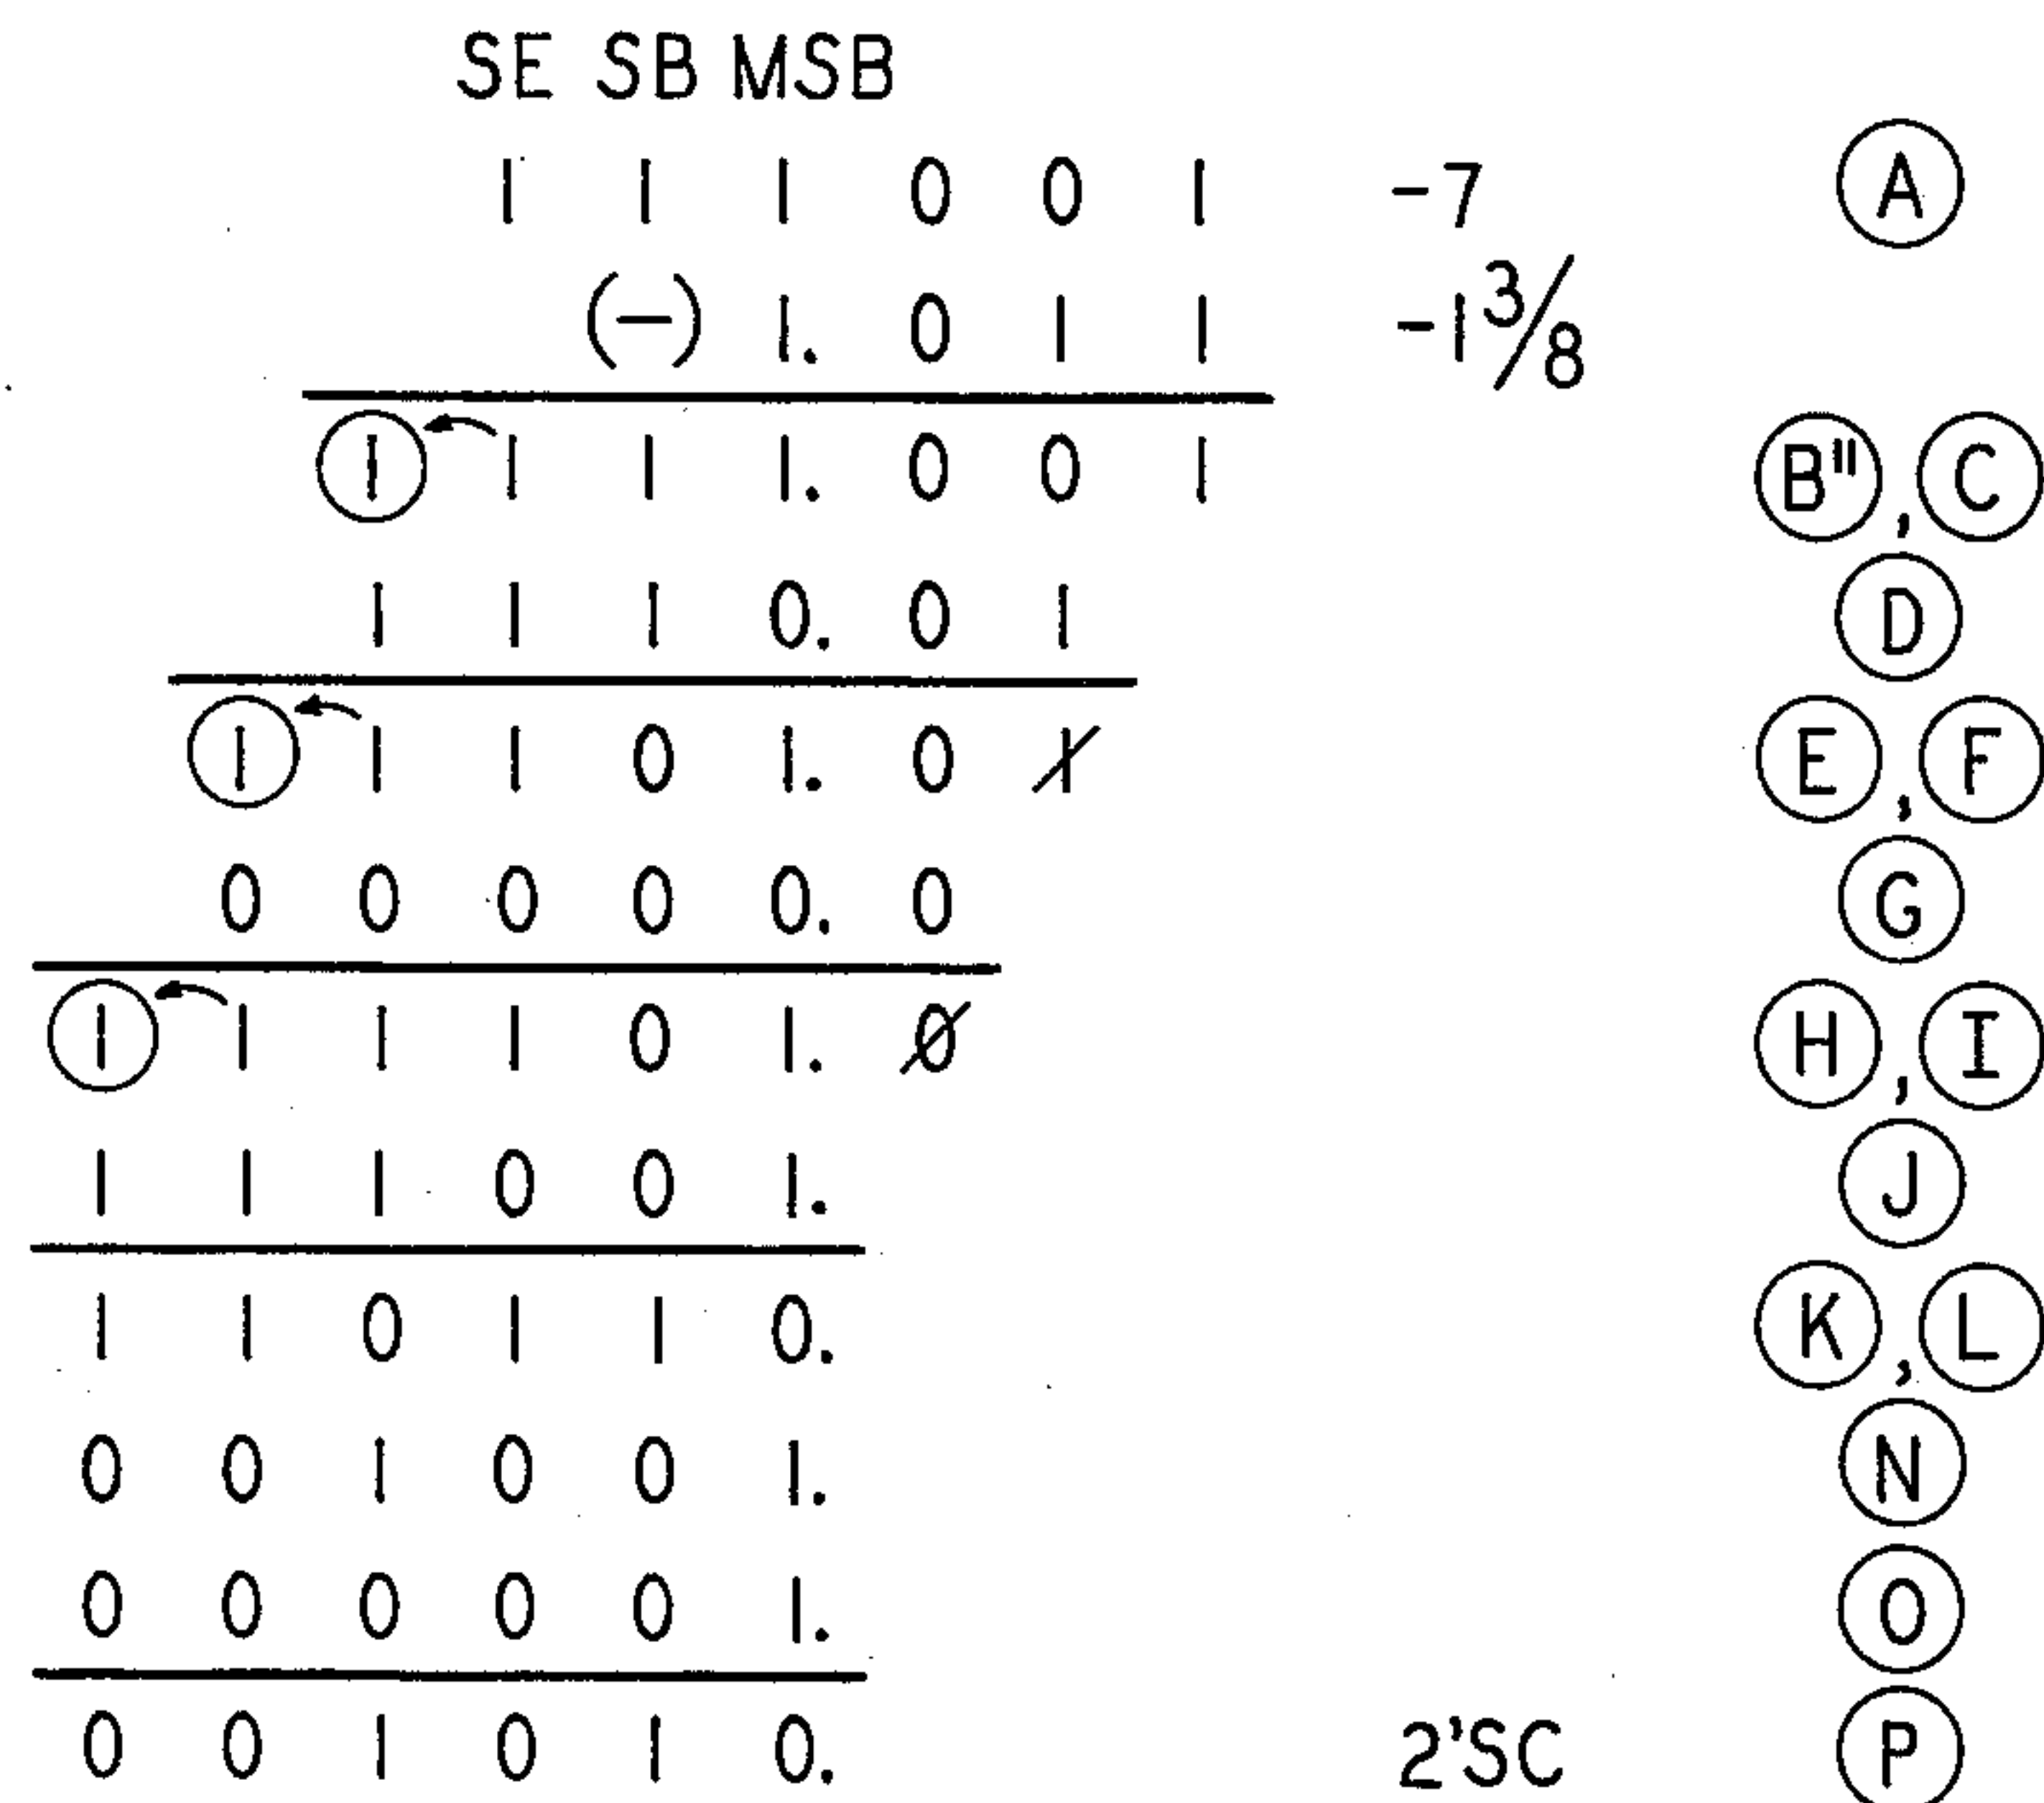 SE SB MSB
1 1 1 0 0 1 -7 A
(-) 1. 0 1 1 -1 3/8
1 1 1 1. 0 0 1 B", C
1 1 1 0. 0 1 D
1 1 1 0 1. 0 1 E, F
0 0 0 0 0. 0 G
1 1 1 1 0 1. 0 H, I
1 1 1 0 0 1. J
1 1 0 1 1 0. K, L
0 0 1 0 0 1. N
0 0 0 0 0 1. O
0 0 1 0 1 0. 2'SC P